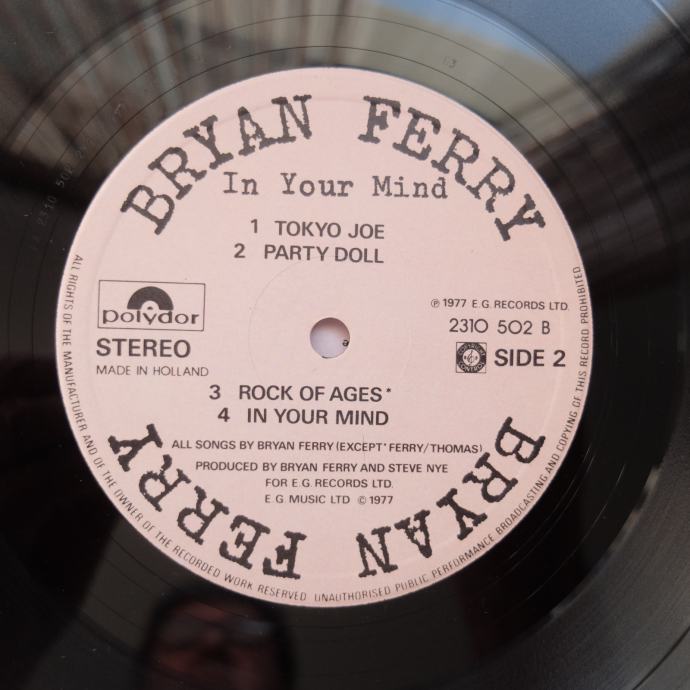 BRYAN FERRY
In Your Mind
1 TOKYO JOE
2 PARTY DOLL
polydor
STEREO
MADE IN HOLLAND
℗ 1977 E.G. RECORDS LTD.
2310 502 B
SIDE 2
3 ROCK OF AGES*
4 IN YOUR MIND
ALL SONGS BY BRYAN FERRY (EXCEPT* FERRY/THOMAS)
PRODUCED BY BRYAN FERRY AND STEVE NYE
FOR E.G. RECORDS LTD.
E.G. MUSIC LTD © 1977
BRYAN FERRY
ALL RIGHTS OF THE MANUFACTURER AND OF THE OWNER OF THE RECORDED WORK RESERVED UNAUTHORISED PUBLIC PERFORMANCE BROADCASTING AND COPYING OF THIS RECORD PROHIBITED